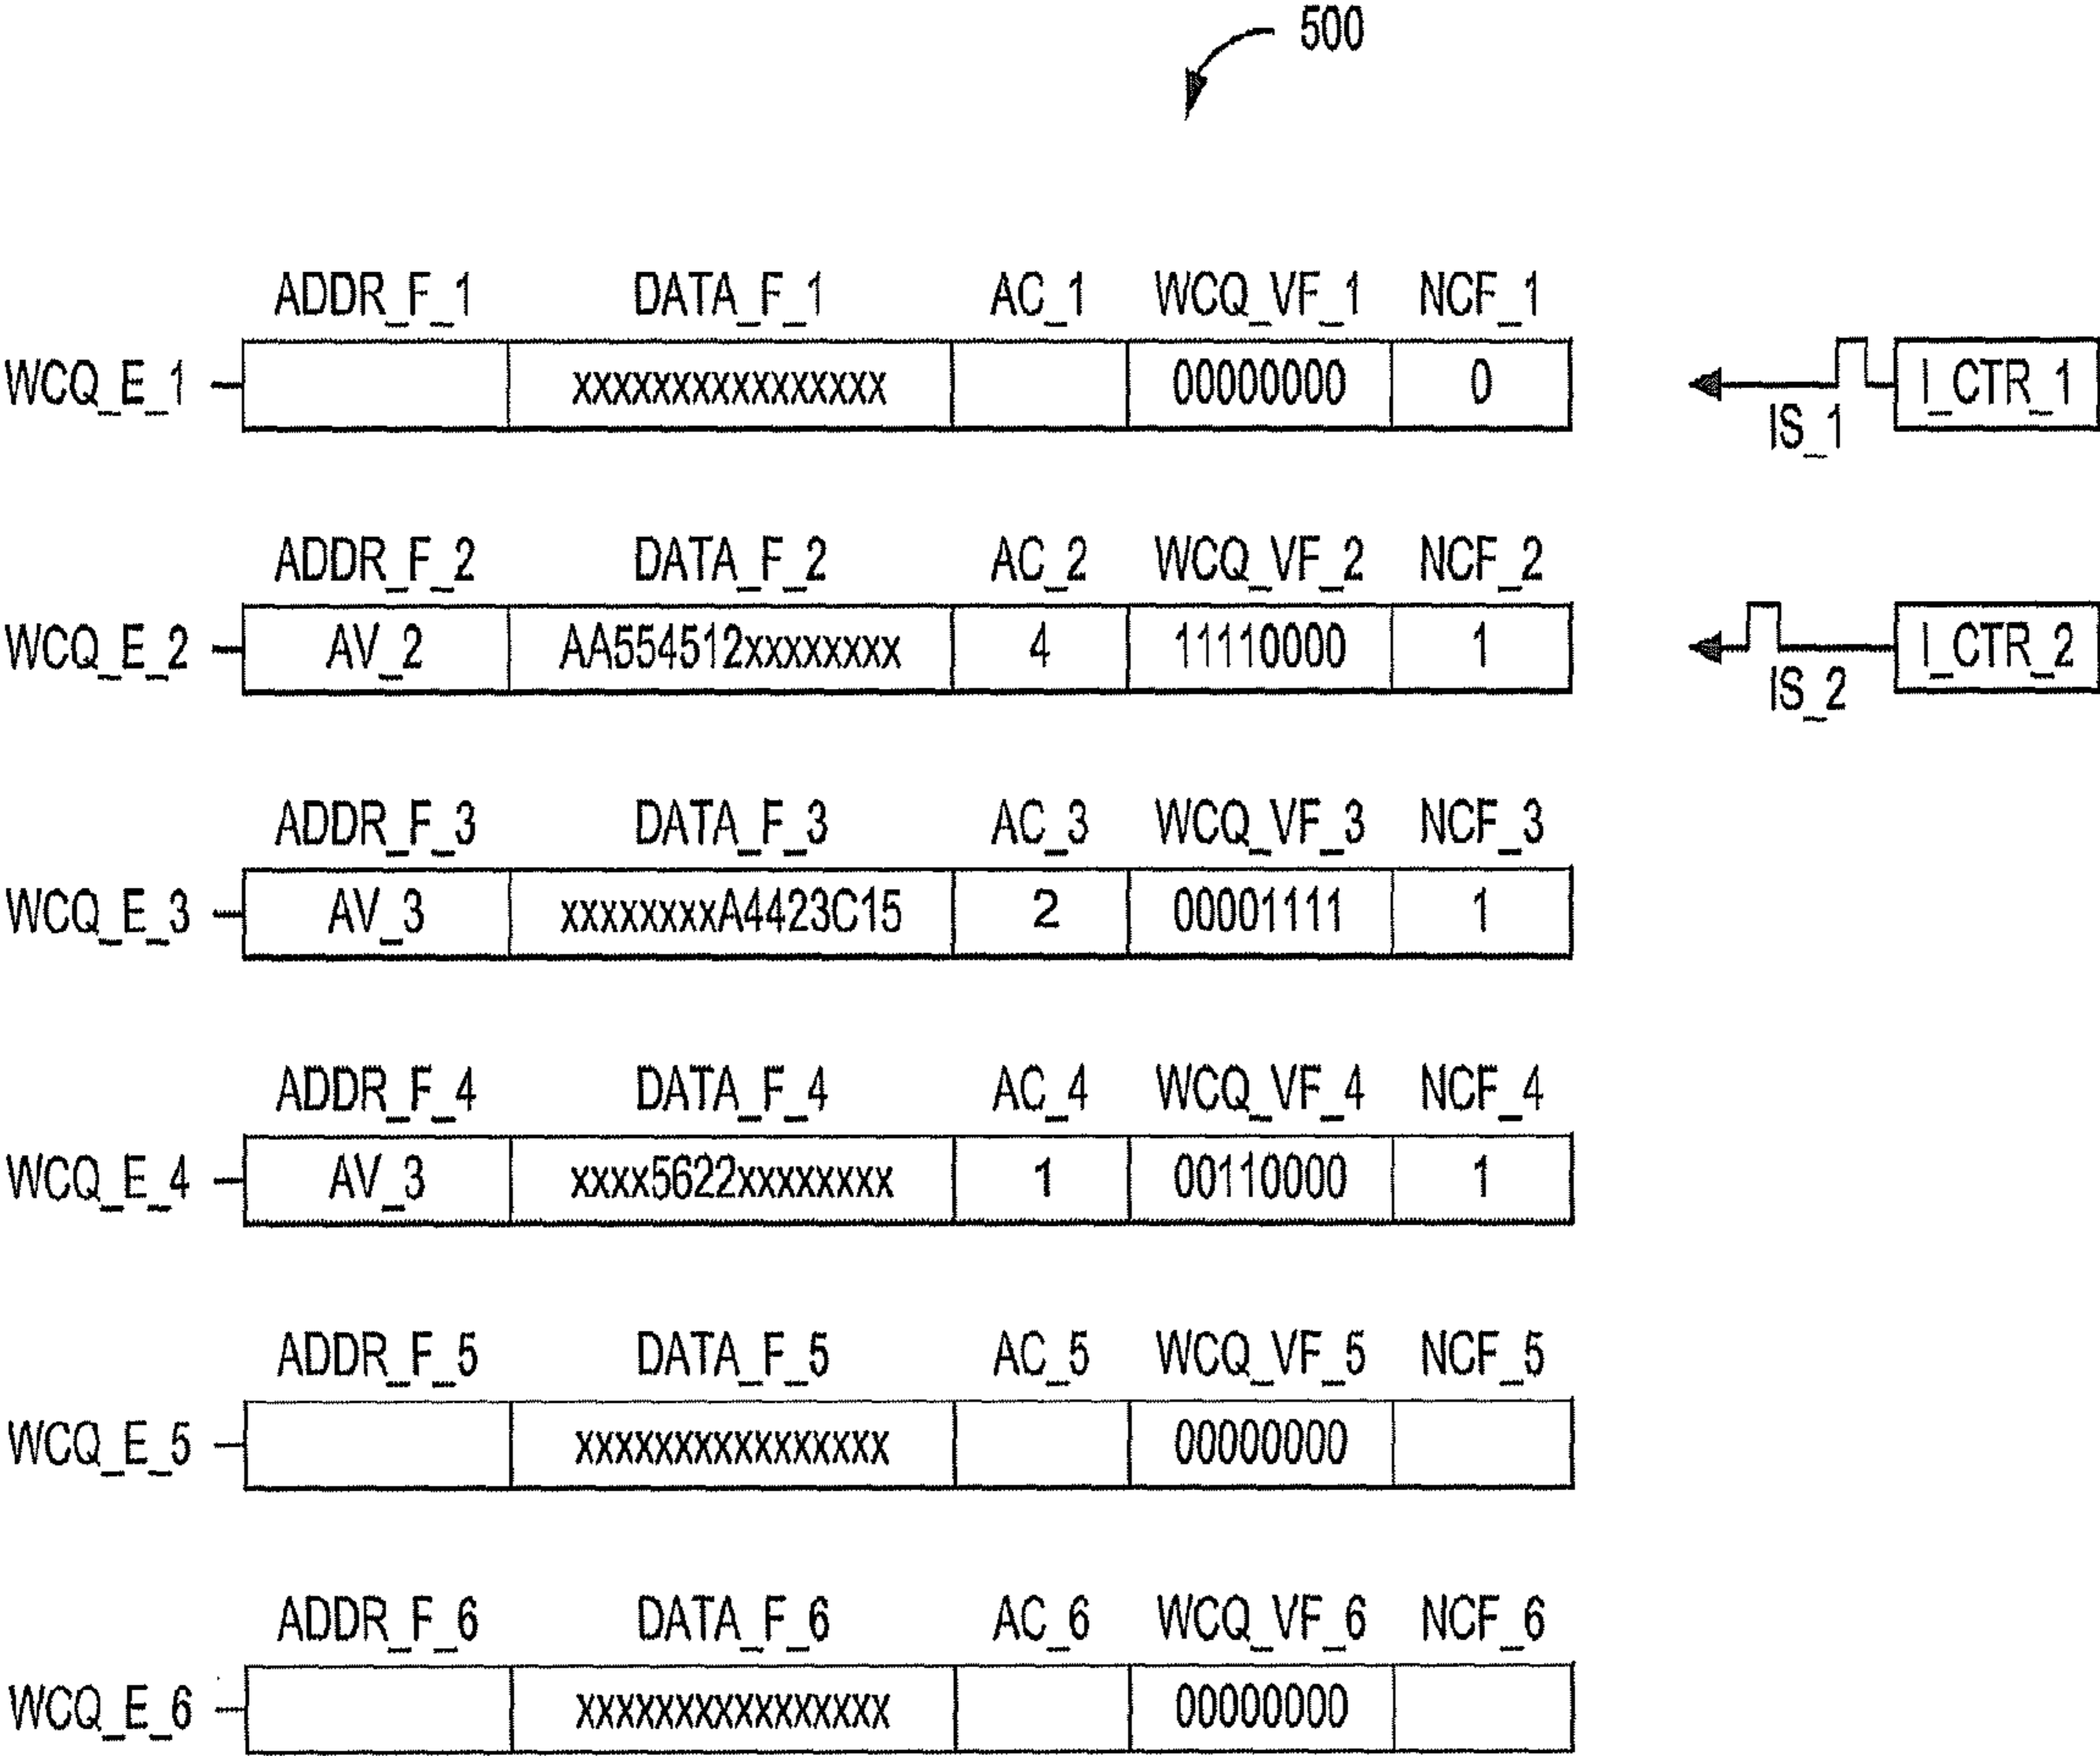 500
ADDR_F_1 DATA_F_1 AC_1 WCQ_VF_1 NCF_1
WCQ_E_1 xxxxxxxxxxxxxxxx 00000000 0 IS_1 I_CTR_1
ADDR_F_2 DATA_F_2 AC_2 WCQ_VF_2 NCF_2
WCQ_E_2 AV_2 AA554512xxxxxxxx 4 11110000 1 IS_2 I_CTR_2
ADDR_F_3 DATA_F_3 AC_3 WCQ_VF_3 NCF_3
WCQ_E_3 AV_3 xxxxxxxxA4423C15 2 00001111 1
ADDR_F_4 DATA_F_4 AC_4 WCQ_VF_4 NCF_4
WCQ_E_4 AV_3 xxxx5622xxxxxxxx 1 00110000 1
ADDR_F_5 DATA_F_5 AC_5 WCQ_VF_5 NCF_5
WCQ_E_5 xxxxxxxxxxxxxxxx 00000000
ADDR_F_6 DATA_F_6 AC_6 WCQ_VF_6 NCF_6
WCQ_E_6 xxxxxxxxxxxxxxxx 00000000